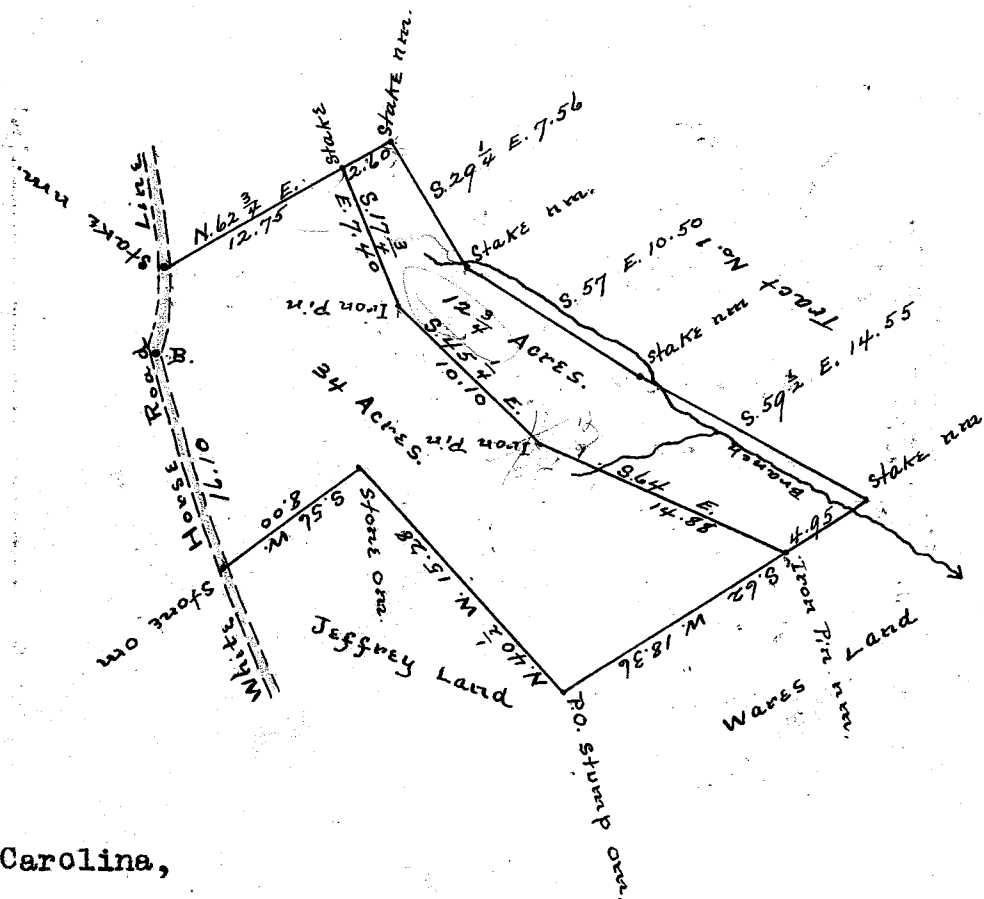 Stake nm.
Stake
Stake nm.
Line
N. 62 3/4 E.
12.75
2.60
S. 29 1/4 E. 7.56
S. 17 3/4
E. 7.40
Stake nm.
S. 57 E. 10.50
Tract No. 1
Iron Pin
12 3/4 Acres.
S. 45 1/4 E.
10.10
Stake nm
S. 59 1/2 E. 14.55
B.
34 Acres.
Iron Pin
Branch
Stake nm
White Horse Road
16.10
S. 64 E.
14.88
4.95
S. 56 W.
8.00
Stone om.
15.28
N. 40 1/2 W.
Stone om
Jeffrey Land
S. 62 W. 18.36
Iron Pin nm.
Wares Land
P.O. Stump om.
Carolina,